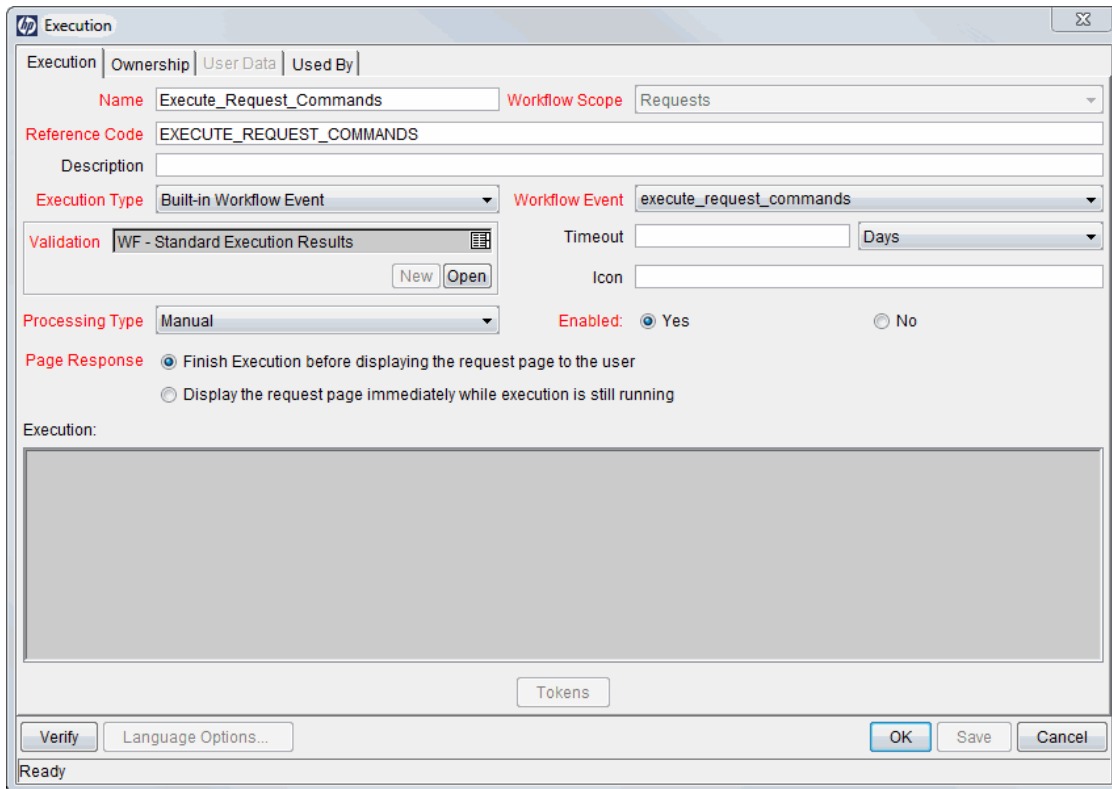 hp Execution
Execution Ownership User Data Used By
Name Execute_Request_Commands Workflow Scope Requests
Reference Code EXECUTE_REQUEST_COMMANDS
Description
Execution Type Built-in Workflow Event Workflow Event execute_request_commands
Validation WF - Standard Execution Results Timeout Days
New Open Icon
Processing Type Manual Enabled: Yes No
Page Response Finish Execution before displaying the request page to the user
Display the request page immediately while execution is still running
Execution:
Tokens
Verify Language Options... OK Save Cancel
Ready